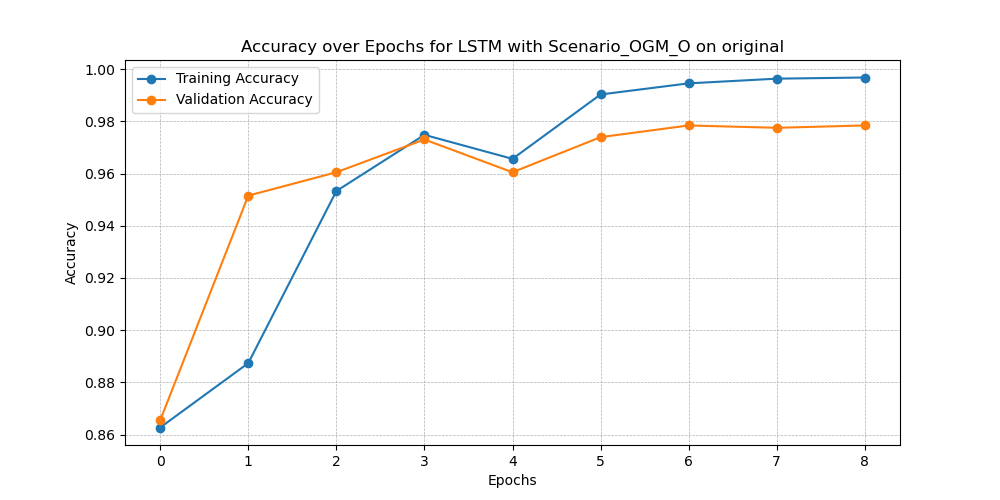 Accuracy over Epochs for LSTM with Scenario_OGM_O on original
Training Accuracy
Validation Accuracy
Accuracy
1.00
0.98
0.96
0.94
0.92
0.90
0.88
0.86
0 1 2 3 4 5 6 7 8
Epochs